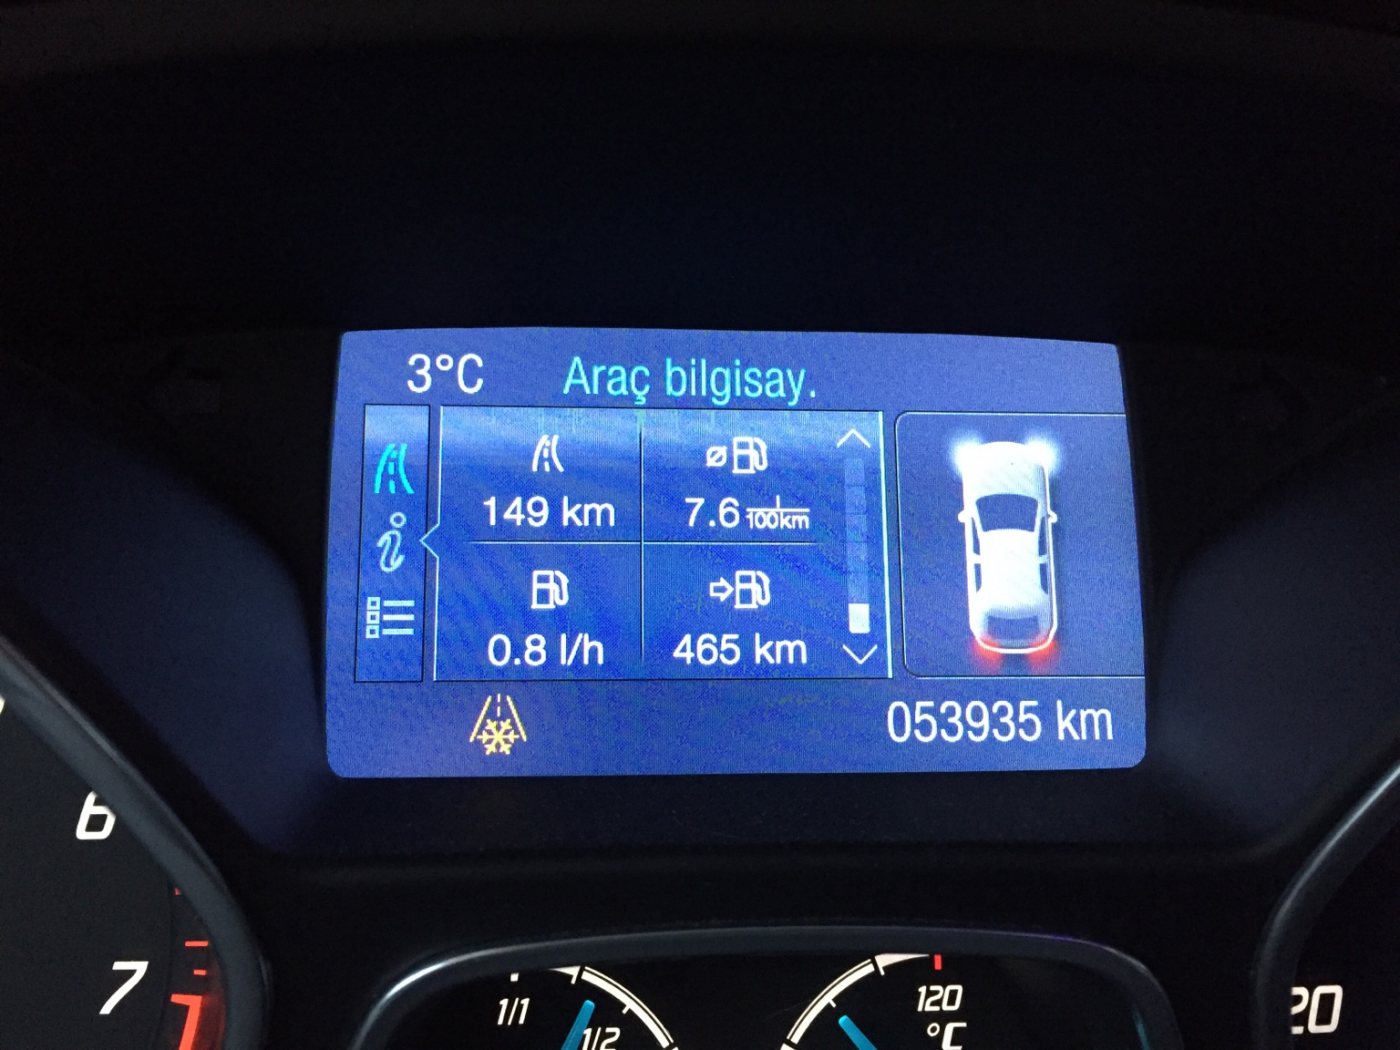 3°C Araç bilgisay.
149 km 7.6 l/100km
0.8 l/h 465 km
053935 km
6
7
1/1
1/2
120
°C
20